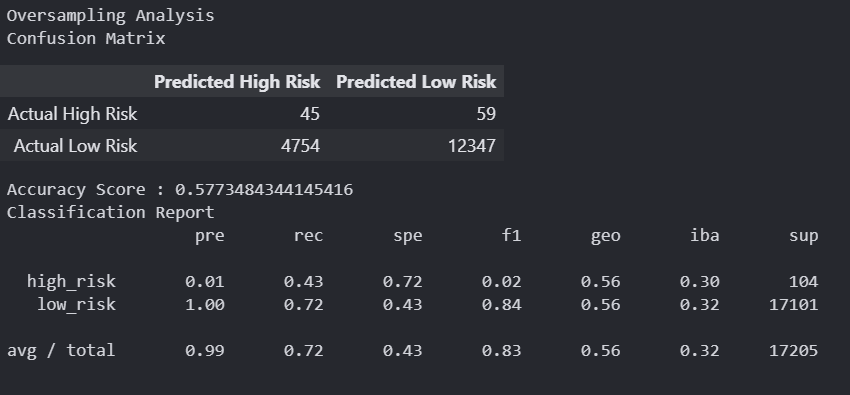 Oversampling Analysis
Confusion Matrix
Predicted High Risk Predicted Low Risk
Actual High Risk 45 59
Actual Low Risk 4754 12347
Accuracy Score : 0.5773484344145416
Classification Report
pre rec spe f1 geo iba sup
high_risk 0.01 0.43 0.72 0.02 0.56 0.30 104
low_risk 1.00 0.72 0.43 0.84 0.56 0.32 17101
avg / total 0.99 0.72 0.43 0.83 0.56 0.32 17205